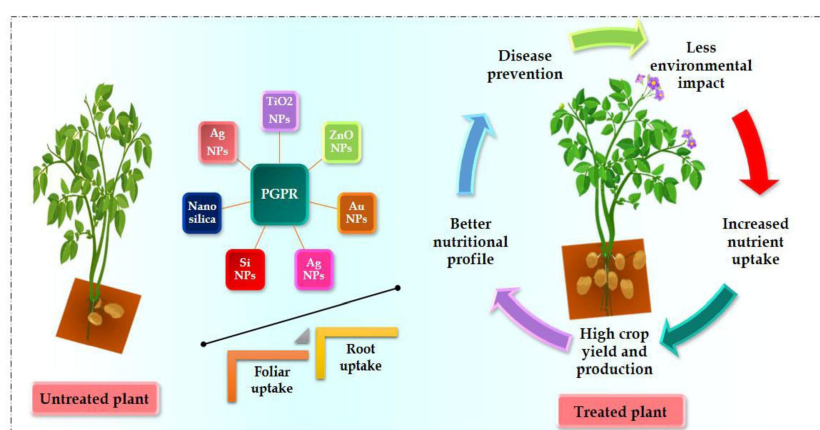 Untreated plant
TiO2
NPs
Ag
NPs
ZnO
NPs
PGPR
Nano
silica
Au
NPs
Si
NPs
Ag
NPs
Foliar
uptake
Root
uptake
Disease
prevention
Less
environmental
impact
Increased
nutrient
uptake
High crop
yield and
production
Better
nutritional
profile
Treated plant